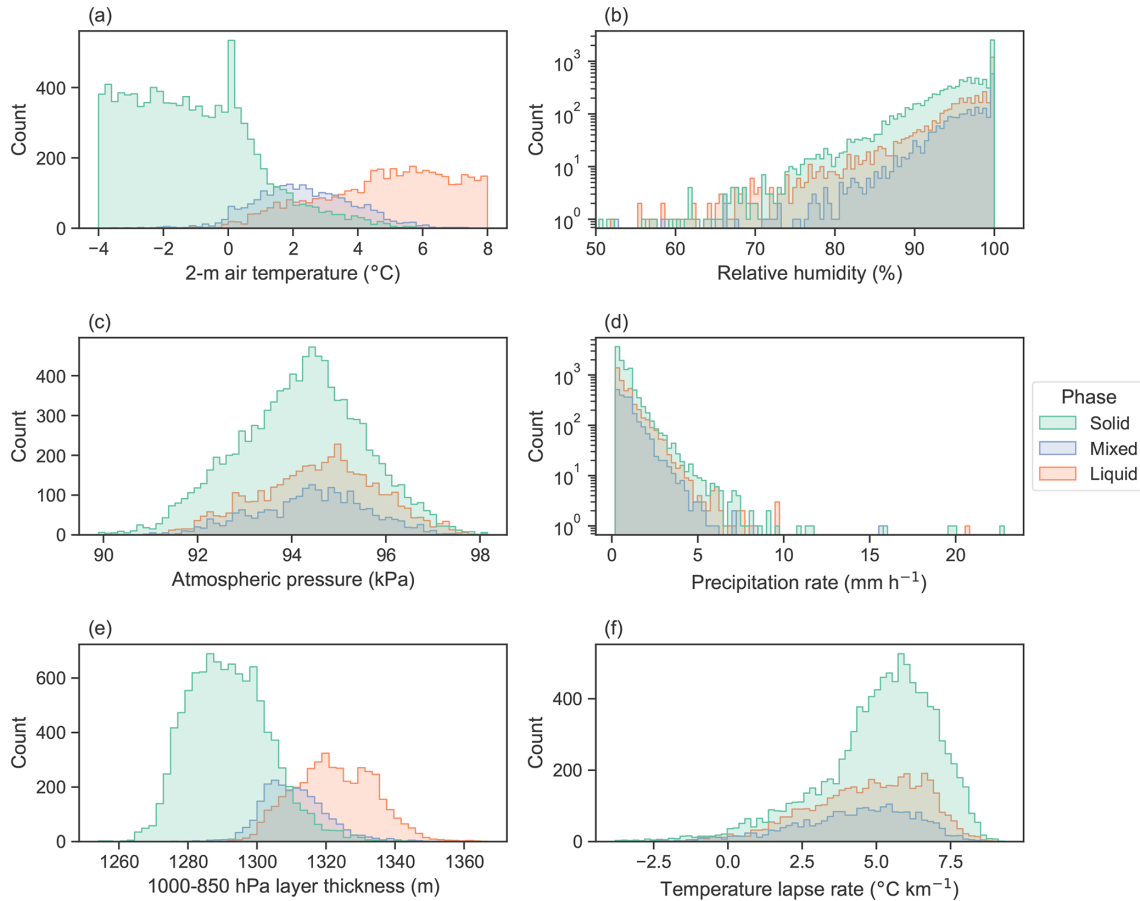 (a)
(b)
Count
400
200
0
−4
−2
0
2
4
6
8
2-m air temperature (°C)
Count
10³
10²
10¹
10⁰
50
60
70
80
90
100
Relative humidity (%)
(c)
(d)
Count
400
300
200
100
0
90
92
94
96
98
Atmospheric pressure (kPa)
Count
10³
10²
10¹
10⁰
0
5
10
15
20
Precipitation rate (mm h⁻¹)
Phase
Solid
Mixed
Liquid
(e)
(f)
Count
600
400
200
0
1260
1280
1300
1320
1340
1360
1000-850 hPa layer thickness (m)
Count
400
200
0
−2.5
0.0
2.5
5.0
7.5
Temperature lapse rate (°C km⁻¹)